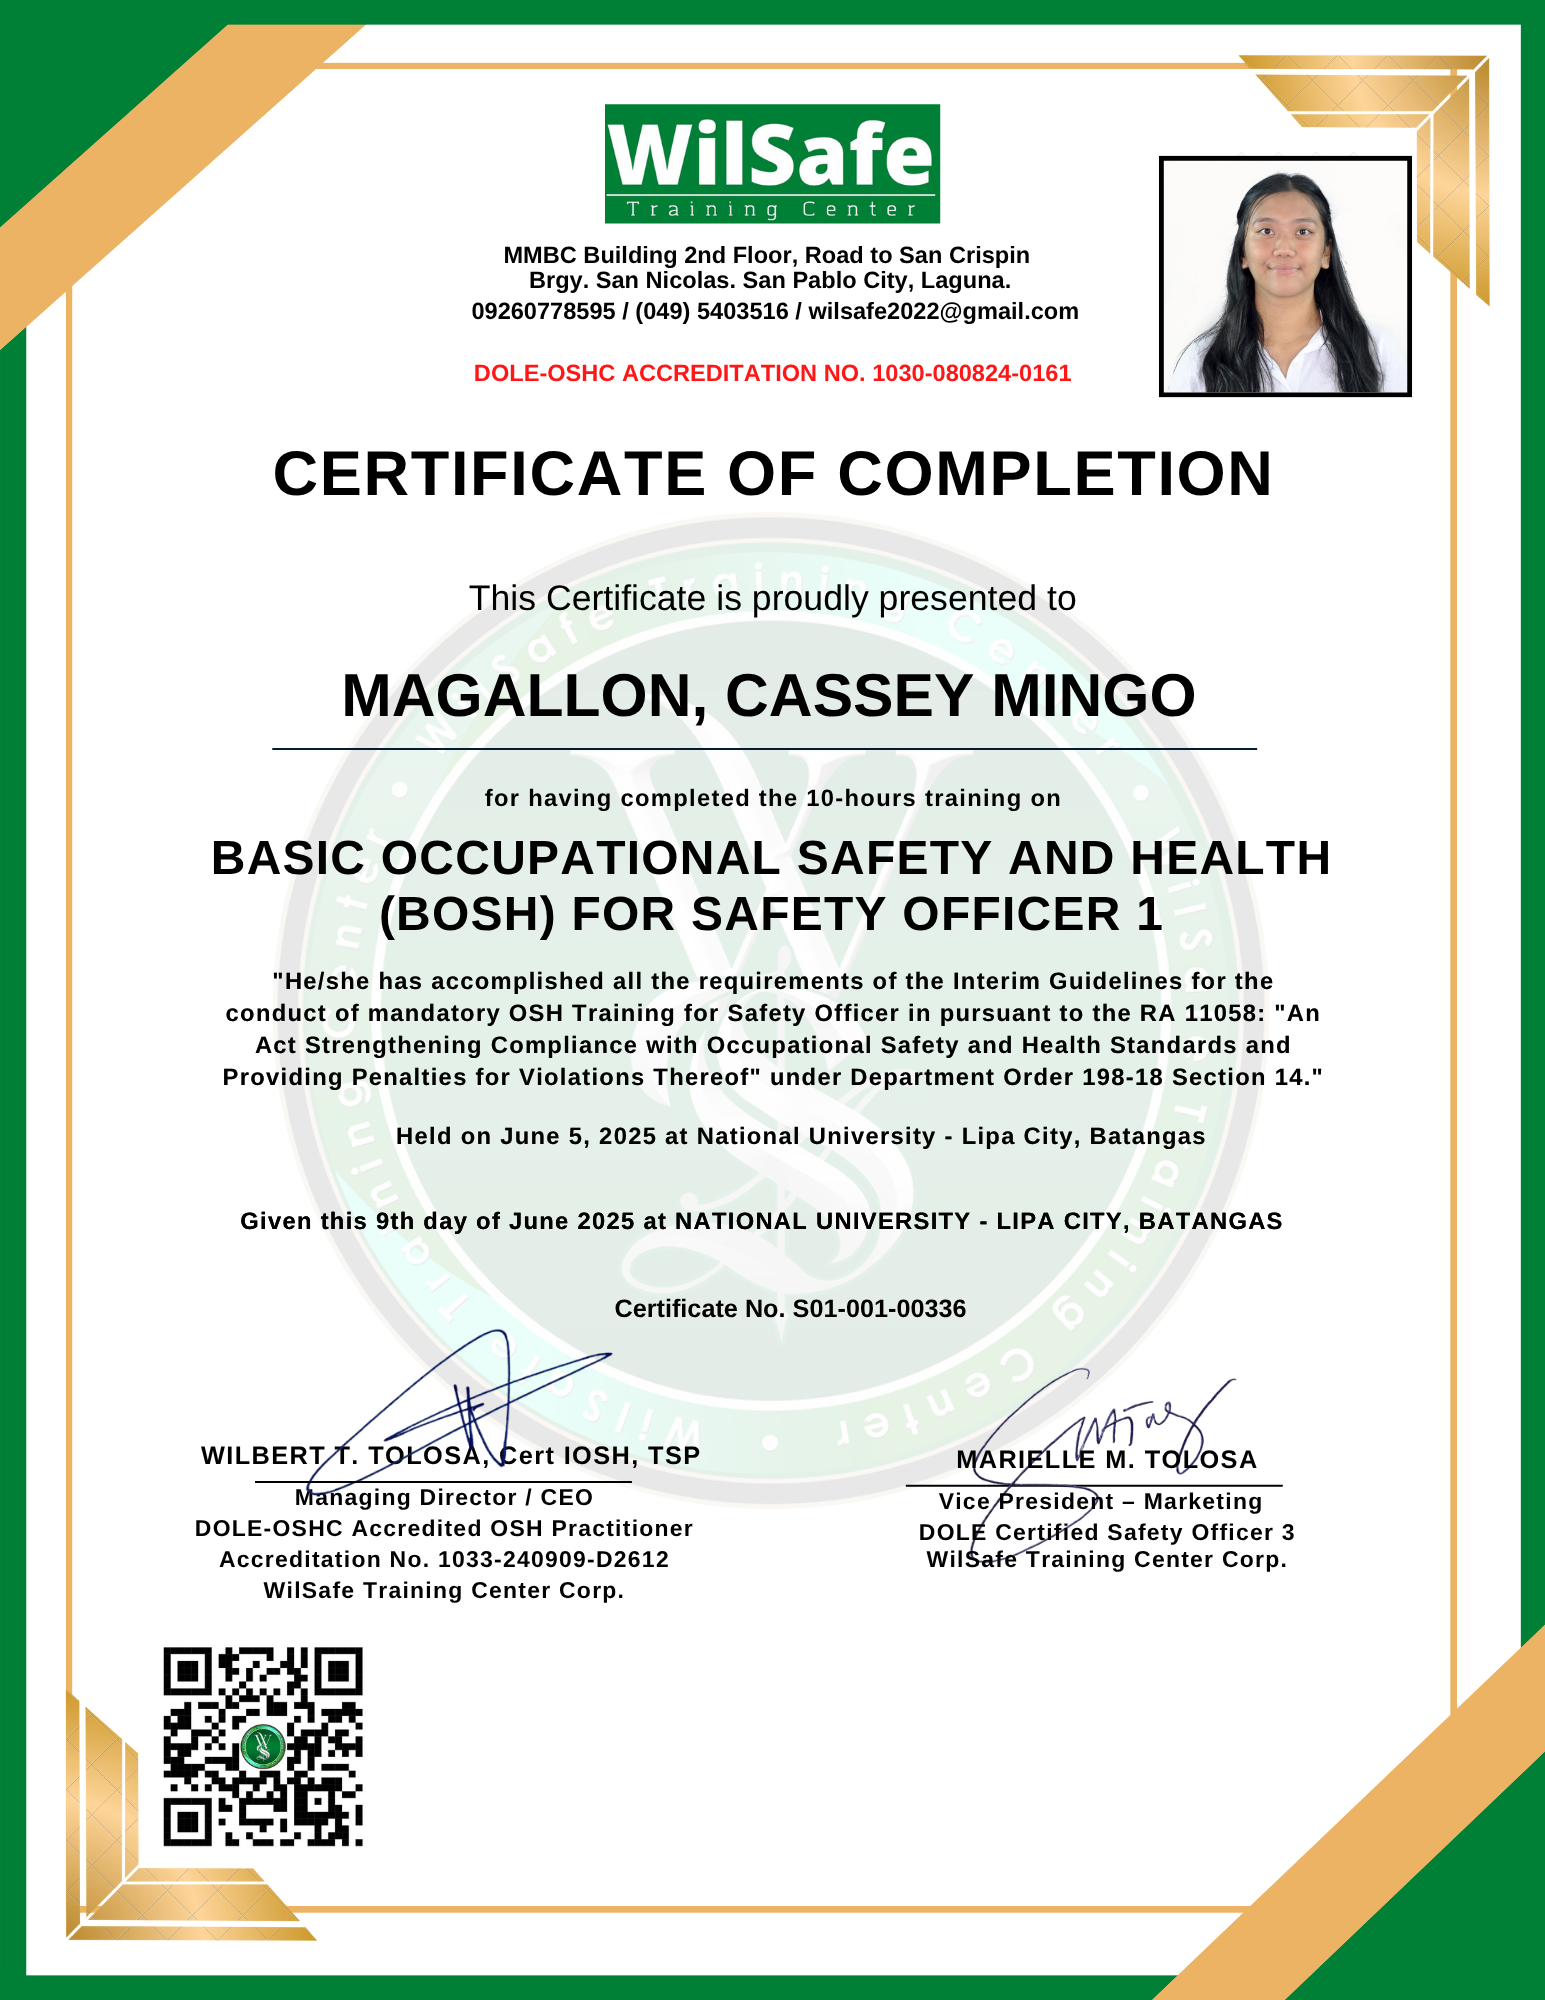 WilSafe
Training Center
MMBC Building 2nd Floor, Road to San Crispin
Brgy. San Nicolas. San Pablo City, Laguna.
09260778595 / (049) 5403516 / wilsafe2022@gmail.com
DOLE-OSHC ACCREDITATION NO. 1030-080824-0161
CERTIFICATE OF COMPLETION
This Certificate is proudly presented to
MAGALLON, CASSEY MINGO
for having completed the 10-hours training on
BASIC OCCUPATIONAL SAFETY AND HEALTH
(BOSH) FOR SAFETY OFFICER 1
"He/she has accomplished all the requirements of the Interim Guidelines for the
conduct of mandatory OSH Training for Safety Officer in pursuant to the RA 11058: "An
Act Strengthening Compliance with Occupational Safety and Health Standards and
Providing Penalties for Violations Thereof" under Department Order 198-18 Section 14."
Held on June 5, 2025 at National University - Lipa City, Batangas
Given this 9th day of June 2025 at NATIONAL UNIVERSITY - LIPA CITY, BATANGAS
Certificate No. S01-001-00336
WILBERT T. TOLOSA, Cert IOSH, TSP
Managing Director / CEO
DOLE-OSHC Accredited OSH Practitioner
Accreditation No. 1033-240909-D2612
WilSafe Training Center Corp.
MARIELLE M. TOLOSA
Vice President – Marketing
DOLE Certified Safety Officer 3
WilSafe Training Center Corp.
WilSafe Training Center • WilSafe Training Center • WilSafe Training Center •